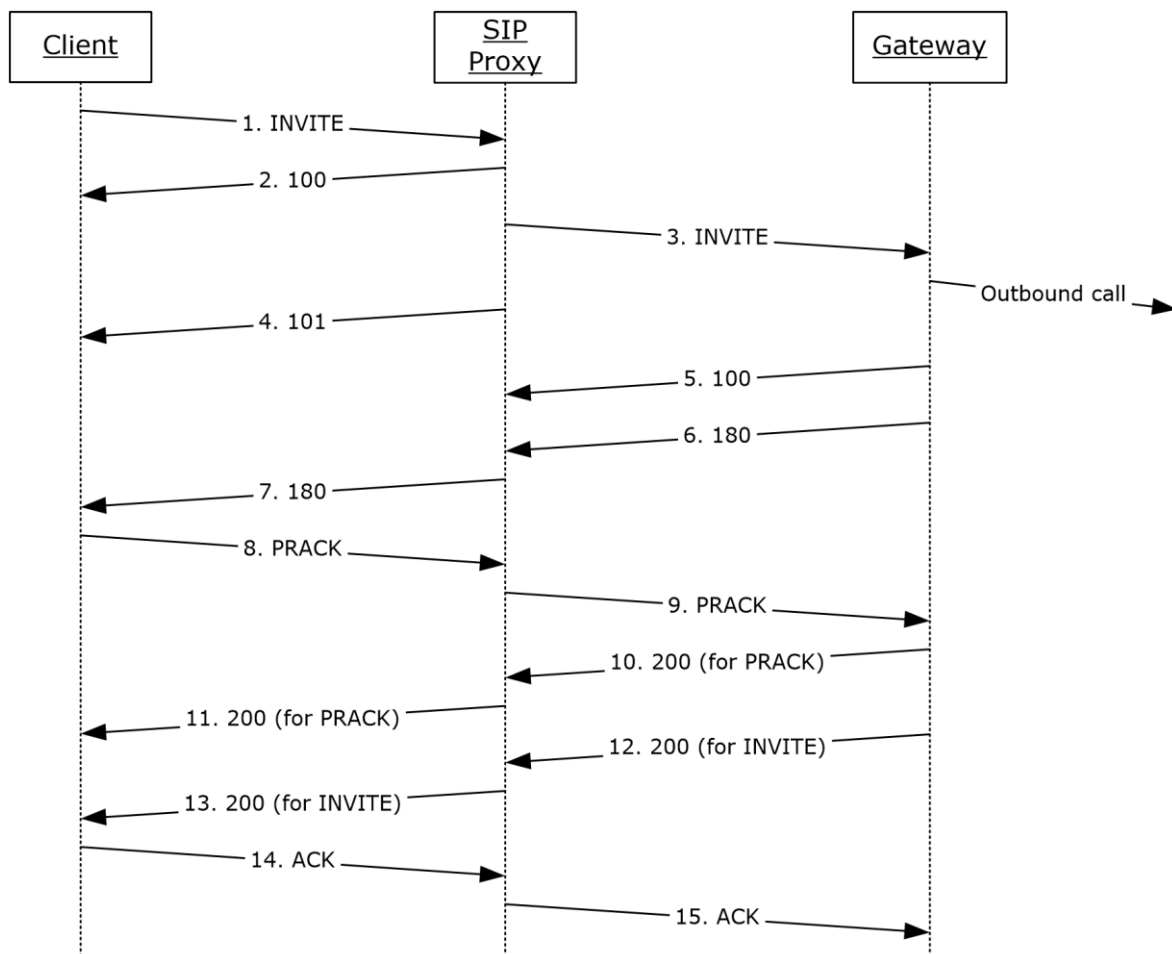 Client
SIP
Proxy
Gateway
1. INVITE
2. 100
3. INVITE
Outbound call
4. 101
5. 100
6. 180
7. 180
8. PRACK
9. PRACK
10. 200 (for PRACK)
11. 200 (for PRACK)
12. 200 (for INVITE)
13. 200 (for INVITE)
14. ACK
15. ACK